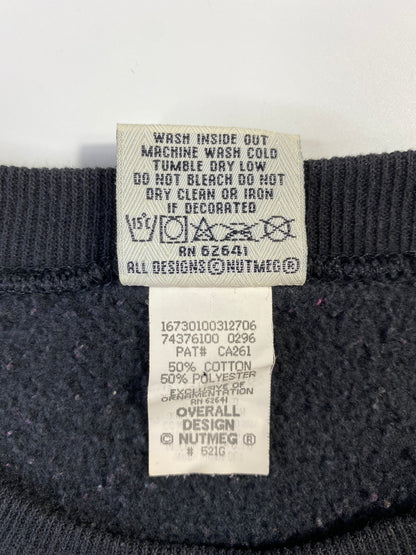 WASH INSIDE OUT
MACHINE WASH COLD
TUMBLE DRY LOW
DO NOT BLEACH DO NOT
DRY CLEAN OR IRON
IF DECORATED
15°C
RN 62641
ALL DESIGNS © NUTMEG ®
16730100312706
74376100 0296
PAT# CA261
50% COTTON
50% POLYESTER
EXCLUSIVE OF
ORNAMENTATION
RN 62641
OVERALL
DESIGN
© NUTMEG ®
# 521G